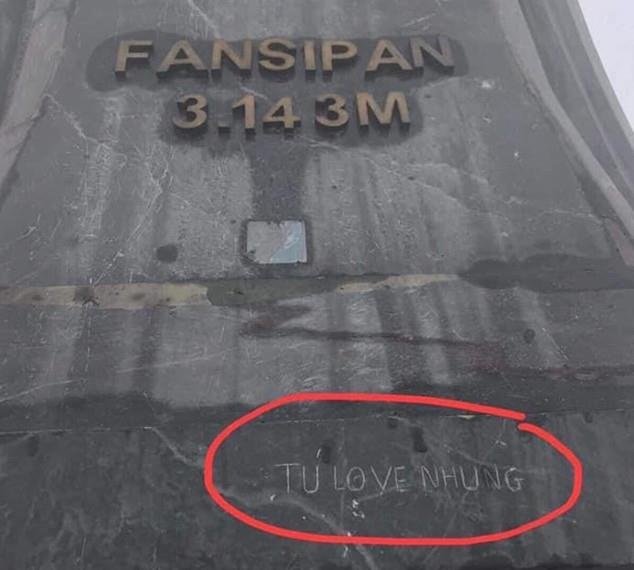 FANSIPAN
3.143M
TÚ LOVE NHUNG